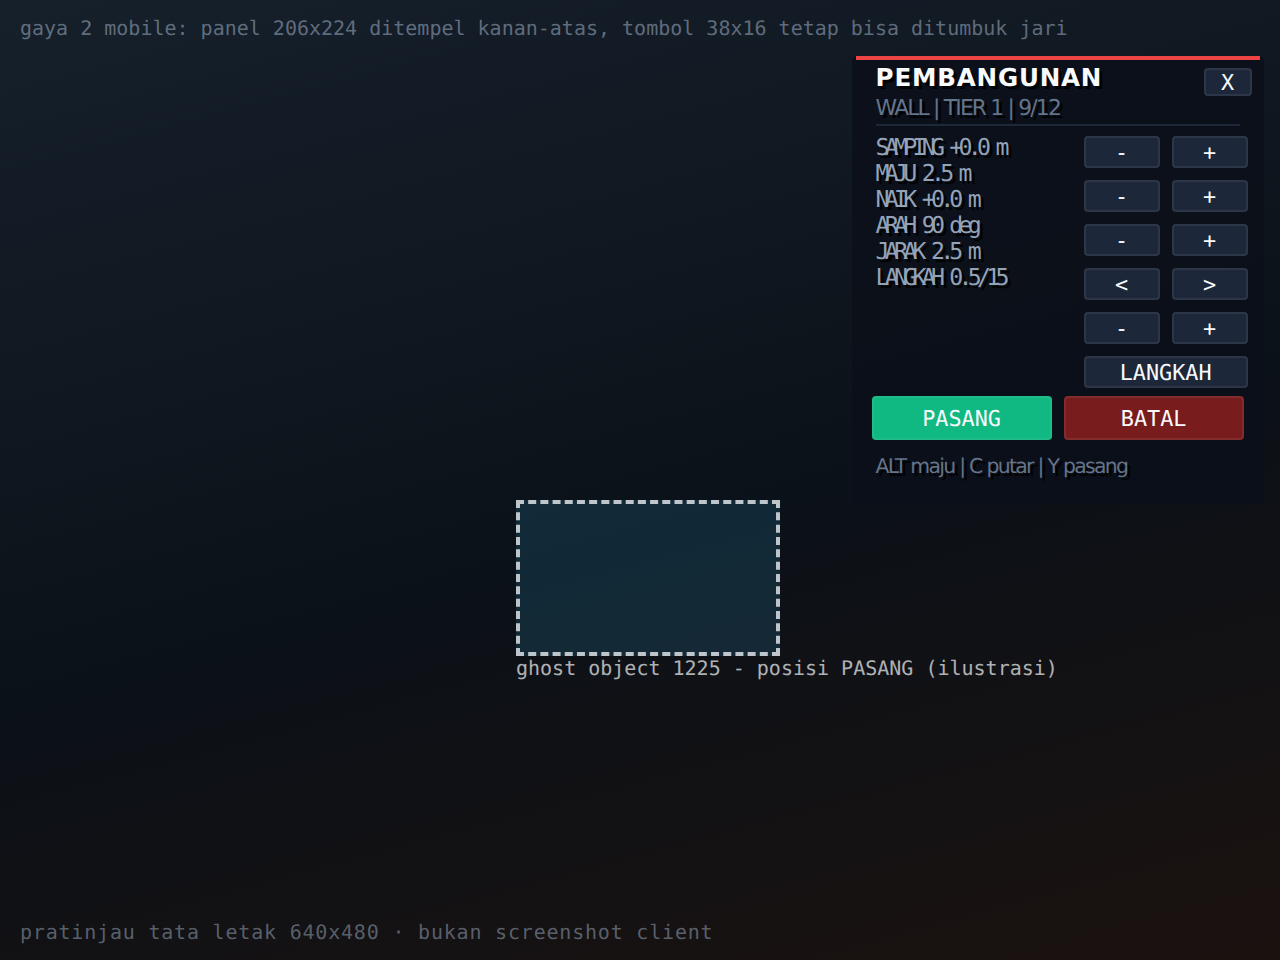 gaya 2 mobile: panel 206x224 ditempel kanan-atas, tombol 38x16 tetap bisa ditumbuk jari
PEMBANGUNAN
X
WALL | TIER 1 | 9/12
SAMPING +0.0 m
- +
MAJU 2.5 m
- +
NAIK +0.0 m
- +
ARAH 90 deg
< >
JARAK 2.5 m
- +
LANGKAH 0.5/15
LANGKAH
PASANG BATAL
ALT maju | C putar | Y pasang
ghost object 1225 - posisi PASANG (ilustrasi)
pratinjau tata letak 640x480 · bukan screenshot client